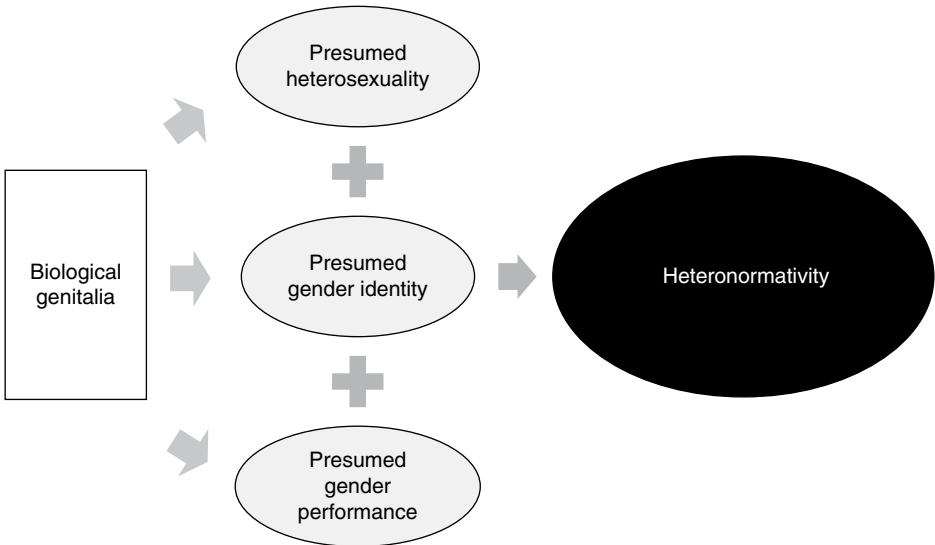 Presumed
heterosexuality
Biological
genitalia
Presumed
gender identity
Heteronormativity
Presumed
gender
performance